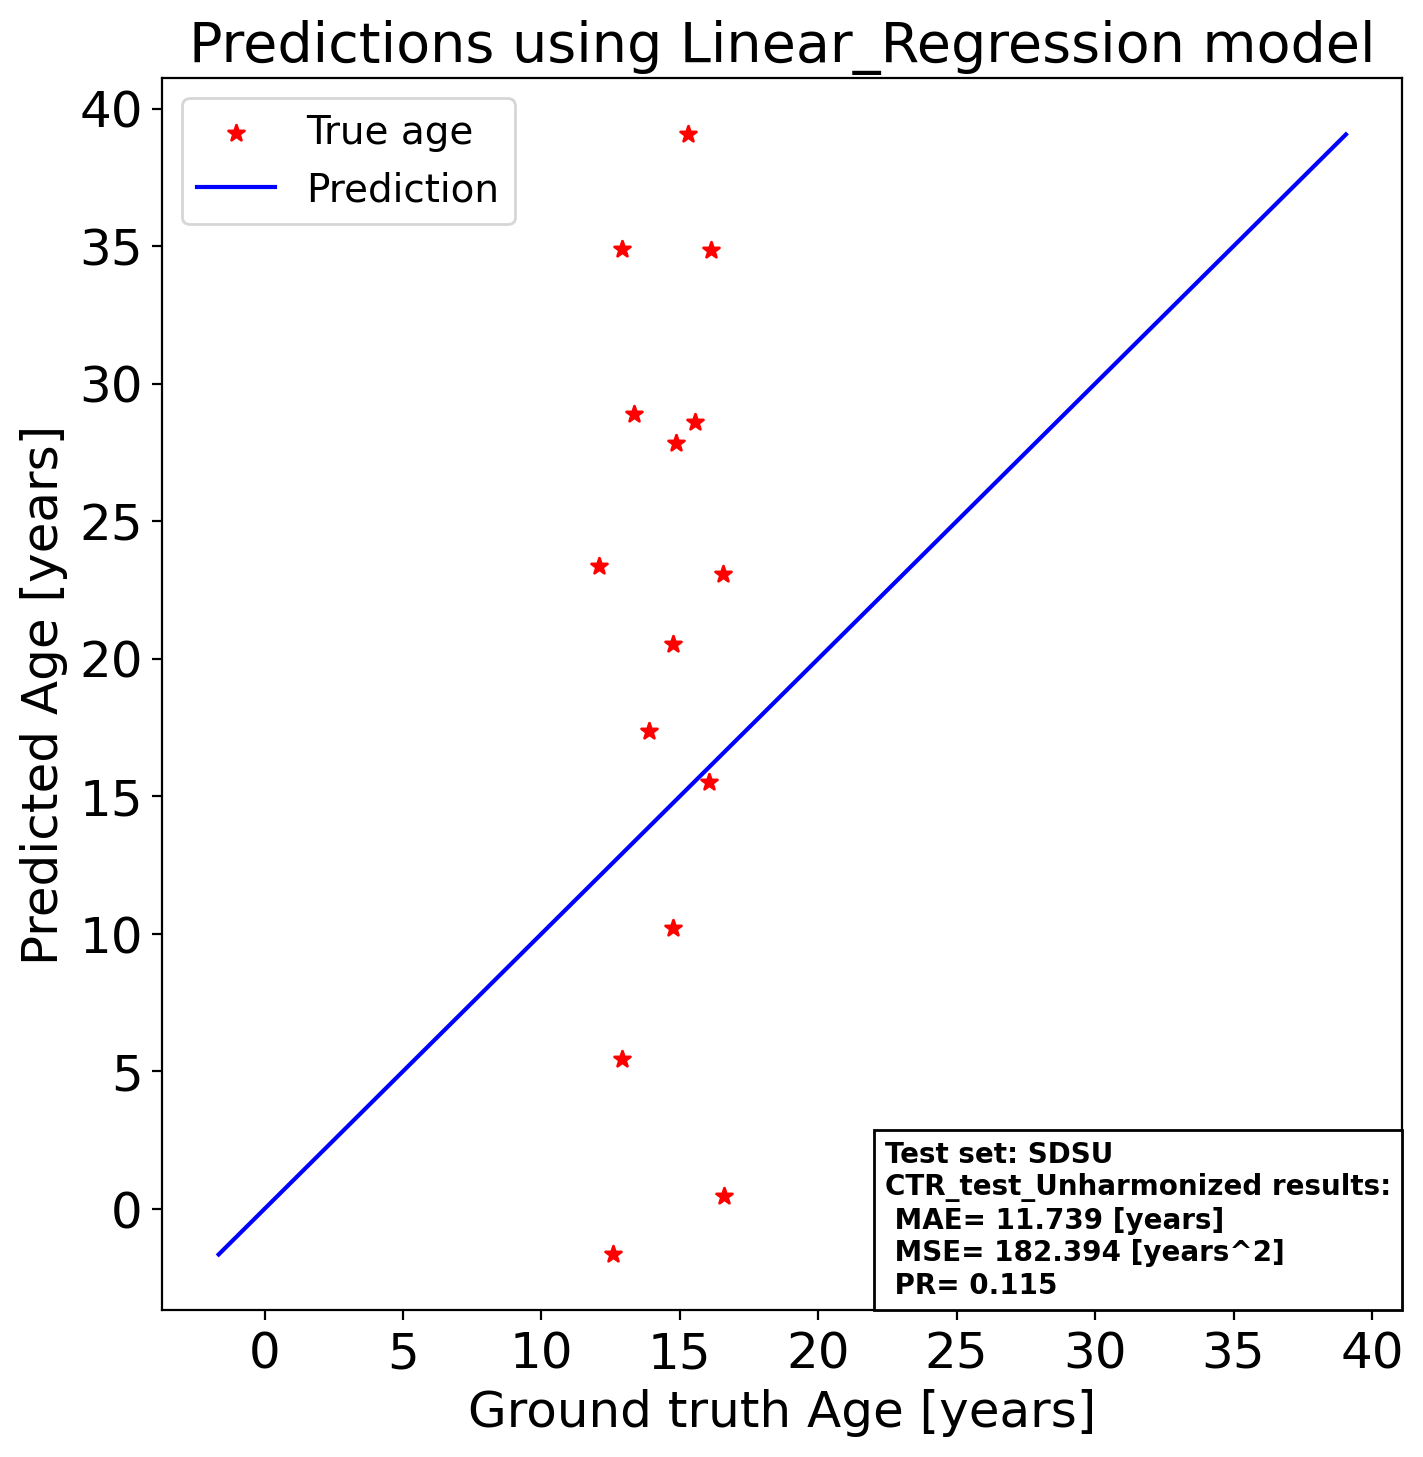 Predictions using Linear_Regression model
True age
Prediction
Predicted Age [years]
40
35
30
25
20
15
10
5
0
Test set: SDSU
CTR_test_Unharmonized results:
MAE= 11.739 [years]
MSE= 182.394 [years^2]
PR= 0.115
0 5 10 15 20 25 30 35 40
Ground truth Age [years]